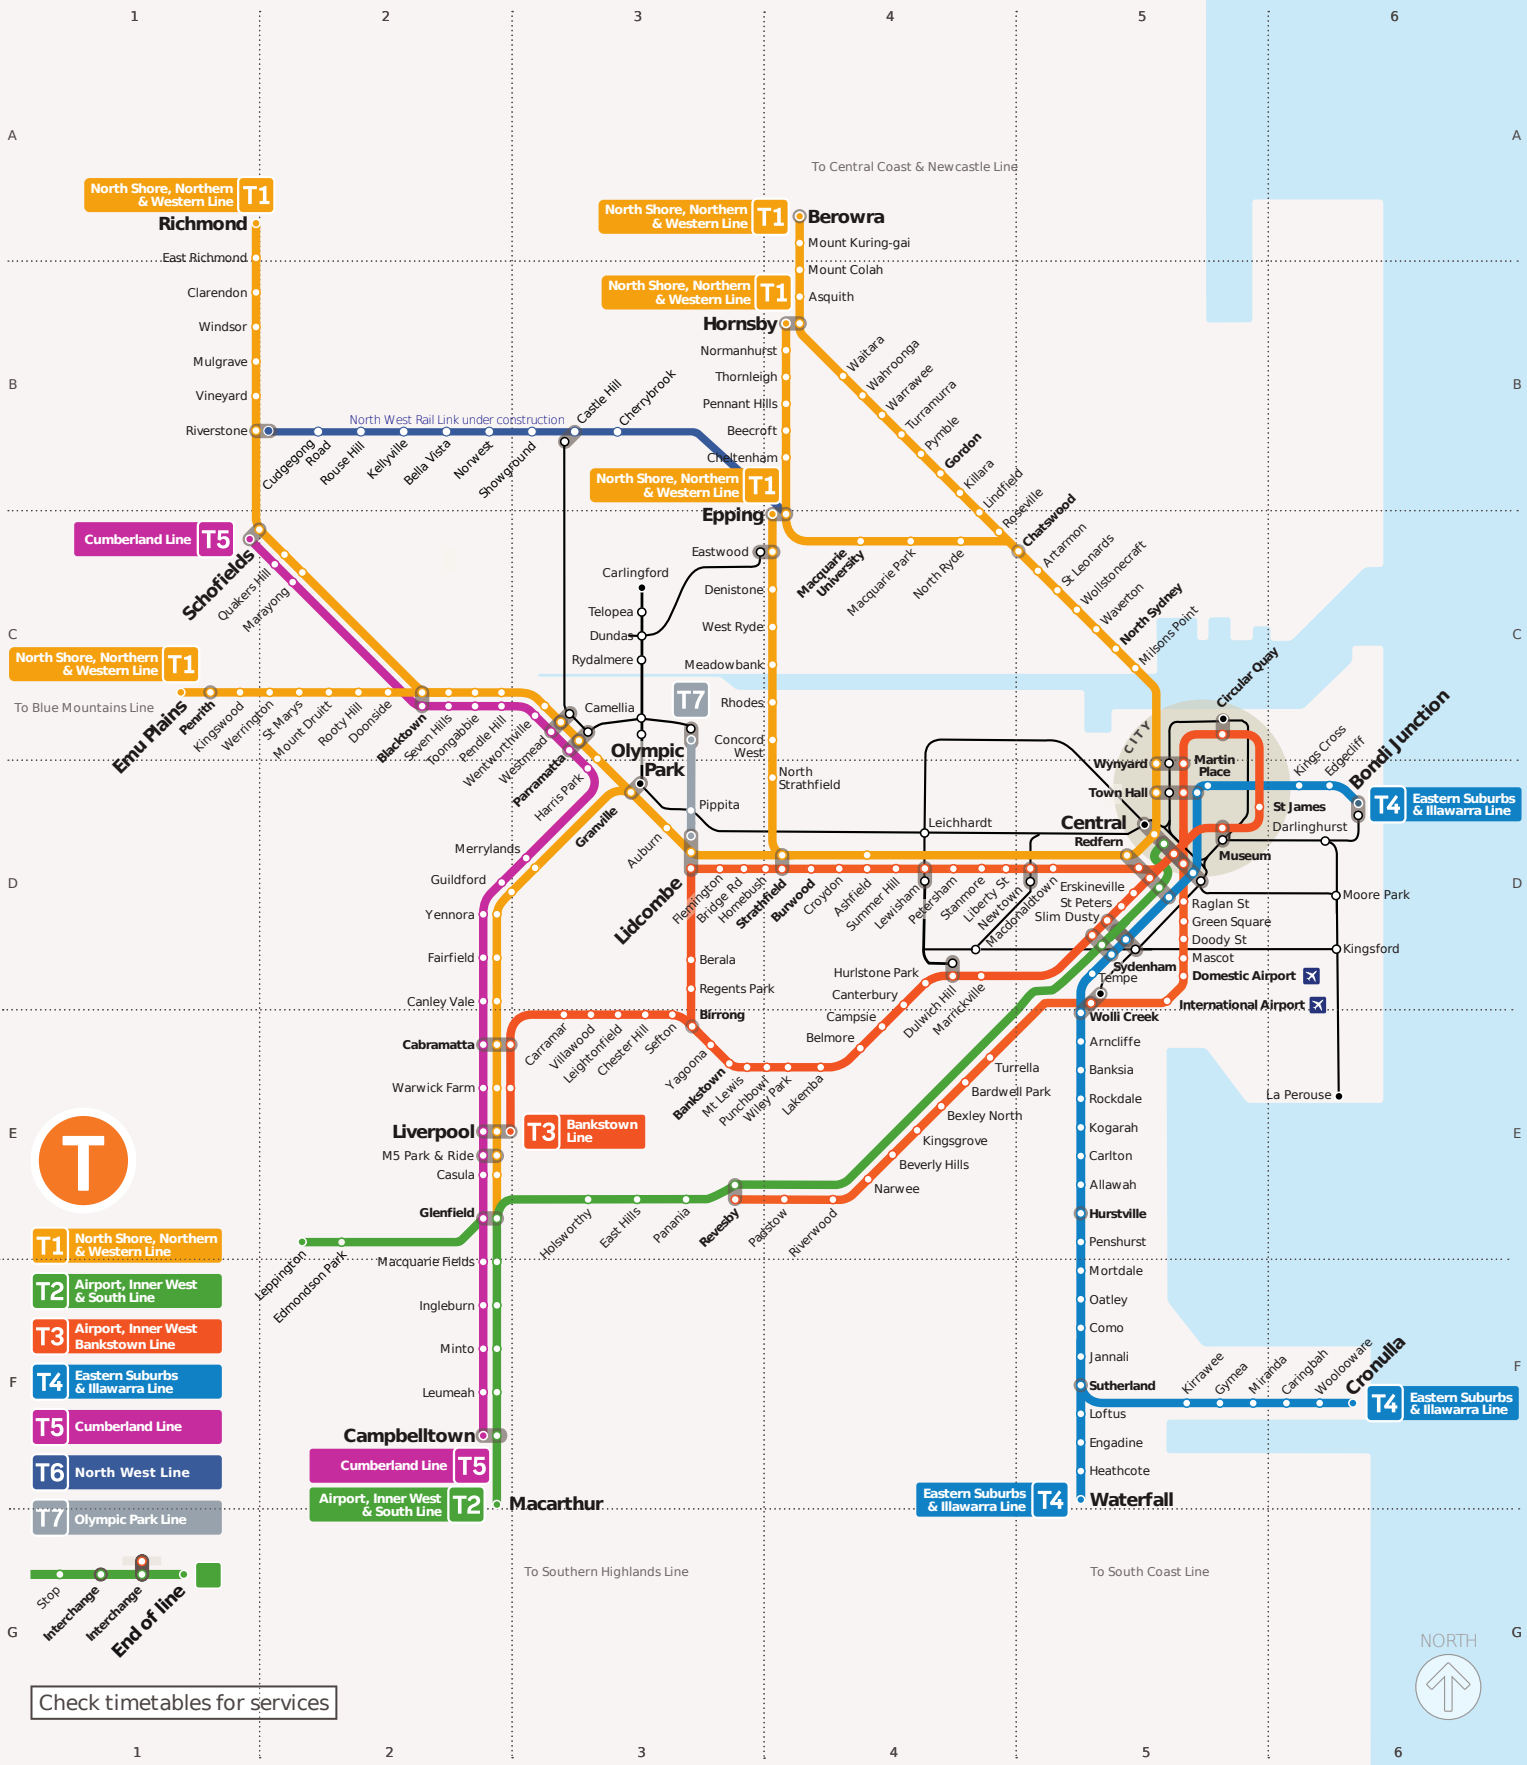 1
2
3
4
5
6
A
A
To Central Coast & Newcastle Line
North Shore, Northern
& Western Line
T1
Richmond
East Richmond
Clarendon
Windsor
Mulgrave
Vineyard
Riverstone
North Shore, Northern
& Western Line
T1
Berowra
Mount Kuring-gai
Mount Colah
Asquith
North Shore, Northern
& Western Line
T1
Hornsby
Normanhurst
Thornleigh
Pennant Hills
Beecroft
Cheltenham
B
B
Waitara
Wahroonga
Warrawee
Turramurra
Pymble
Gordon
Killara
Lindfield
Roseville
Chatswood
Artarmon
St Leonards
Wollstonecraft
Waverton
North Sydney
Milsons Point
North West Rail Link under construction
Cudgegong
Road
Rouse Hill
Kellyville
Bella Vista
Norwest
Showground
Castle Hill
Cherrybrook
North Shore, Northern
& Western Line
T1
Epping
Eastwood
Denistone
West Ryde
Meadowbank
Rhodes
Concord
West
North
Strathfield
Macquarie
University
Macquarie Park
North Ryde
Cumberland Line
T5
Schofields
Quakers Hill
Marayong
Carlingford
Telopea
Dundas
Rydalmere
Camellia
C
C
North Shore, Northern
& Western Line
T1
To Blue Mountains Line
Emu Plains
Penrith
Kingswood
Werrington
St Marys
Mount Druitt
Rooty Hill
Doonside
Blacktown
Seven Hills
Toongabbie
Pendle Hill
Wentworthville
Westmead
Parramatta
Harris Park
Granville
Auburn
T7
Olympic
Park
Pippita
Lidcombe
Flemington
Bridge Rd
Homebush
Strathfield
Burwood
Croydon
Ashfield
Summer Hill
Lewisham
Petersham
Stanmore
Liberty St
Newtown
Macdonaldtown
Leichhardt
CITY
Circular Quay
Wynyard
Martin
Place
Town Hall
St James
Central
Redfern
Museum
Kings Cross
Edgecliff
Bondi Junction
T4
Eastern Suburbs
& Illawarra Line
Darlinghurst
Moore Park
Kingsford
La Perouse
Erskineville
St Peters
Slim Dusty
Sydenham
Tempe
Raglan St
Green Square
Doody St
Mascot
Domestic Airport
International Airport
Wolli Creek
D
D
Merrylands
Guildford
Yennora
Fairfield
Canley Vale
Cabramatta
Warwick Farm
Liverpool
M5 Park & Ride
Casula
Glenfield
Macquarie Fields
Ingleburn
Minto
Leumeah
Campbelltown
Cumberland Line
T5
Airport, Inner West
& South Line
T2
Macarthur
Berala
Regents Park
Birrong
Carramar
Villawood
Leightonfield
Chester Hill
Sefton
Yagoona
Bankstown
Mt Lewis
Punchbowl
Wiley Park
Lakemba
Belmore
Campsie
Canterbury
Hurlstone Park
Dulwich Hill
Marrickville
T3
Bankstown
Line
Leppington
Edmondson Park
Holsworthy
East Hills
Panania
Revesby
Padstow
Riverwood
Narwee
Beverly Hills
Kingsgrove
Bexley North
Bardwell Park
Turrella
E
E
Arncliffe
Banksia
Rockdale
Kogarah
Carlton
Allawah
Hurstville
Penshurst
Mortdale
Oatley
Como
Jannali
Sutherland
Loftus
Engadine
Heathcote
Waterfall
Eastern Suburbs
& Illawarra Line
T4
Kirrawee
Gymea
Miranda
Caringbah
Woolooware
Cronulla
T4
Eastern Suburbs
& Illawarra Line
F
F
T
T1
North Shore, Northern
& Western Line
T2
Airport, Inner West
& South Line
T3
Airport, Inner West
Bankstown Line
T4
Eastern Suburbs
& Illawarra Line
T5
Cumberland Line
T6
North West Line
T7
Olympic Park Line
Stop
Interchange
Interchange
End of line
To Southern Highlands Line
To South Coast Line
G
G
NORTH
Check timetables for services
1
2
3
4
5
6